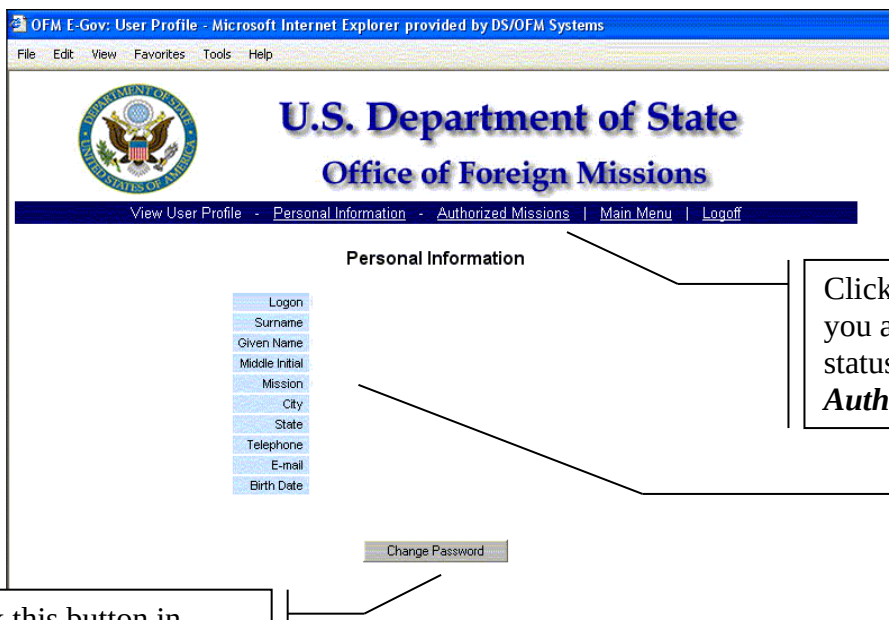 OFM E-Gov: User Profile - Microsoft Internet Explorer provided by DS/OFM Systems
File Edit View Favorites Tools Help
U.S. Department of State
Office of Foreign Missions
View User Profile - Personal Information - Authorized Missions | Main Menu | Logoff
Personal Information
Logon
Surname
Given Name
Middle Initial
Mission
City
State
Telephone
E-mail
Birth Date
Click
you a
status
Auth
Change Password
this button in